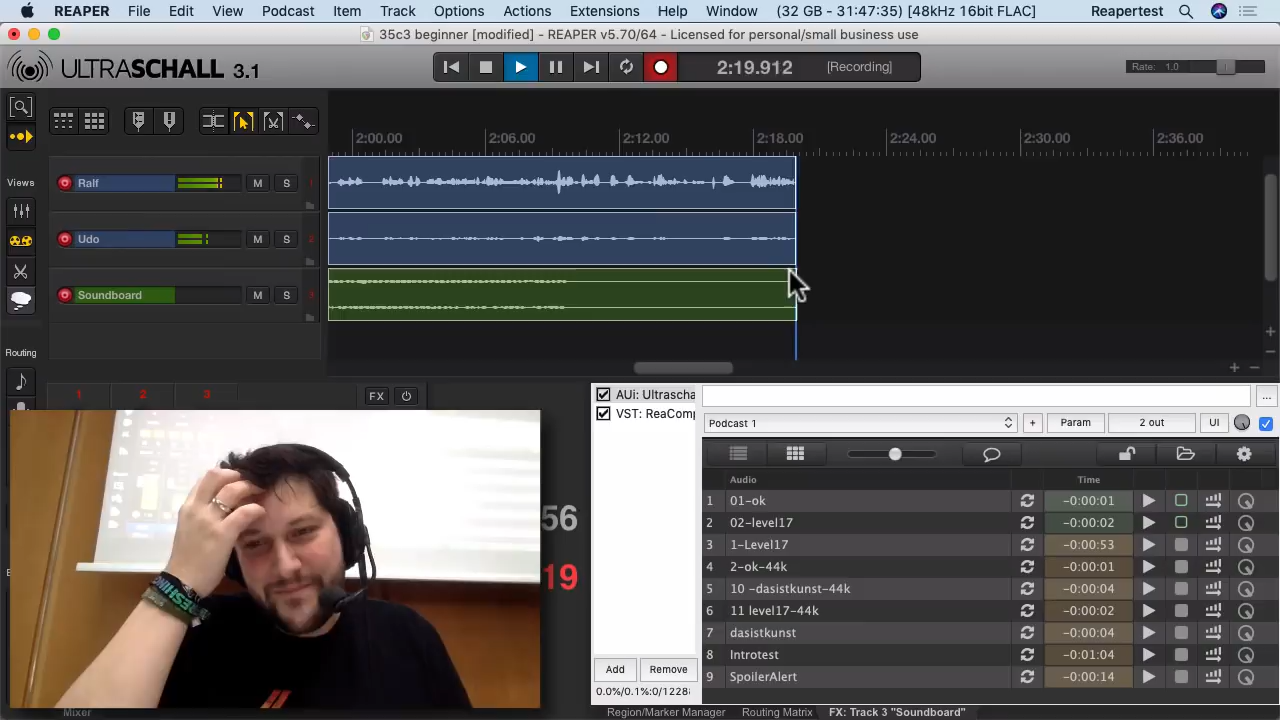 REAPER File Edit View Podcast Item Track Options Actions Extensions Help Window (32 GB - 31:47:35) [48kHz 16bit FLAC] Reapertest
35c3 beginner [modified] - REAPER v5.70/64 - Licensed for personal/small business use
ULTRASCHALL 3.1
2:19.912 [Recording]
Rate: 1.0
2:00.00 2:06.00 2:12.00 2:18.00 2:24.00 2:30.00 2:36.00
Views
Ralf M S 1
Udo M S 2
Soundboard M S 3
Routing
1 2 3 FX
56
19
Mixer
AUi: Ultrascha
VST: ReaComp
...
Podcast 1 + Param 2 out UI
Audio Time
1 01-ok -0:00:01
2 02-level17 -0:00:02
3 1-Level17 -0:00:53
4 2-ok-44k -0:00:01
5 10 -dasistkunst-44k -0:00:04
6 11 level17-44k -0:00:02
7 dasistkunst -0:00:04
8 Introtest -0:01:04
9 SpoilerAlert -0:00:14
Add Remove
0.0%/0.1%:0/1228
Region/Marker Manager Routing Matrix FX: Track 3 "Soundboard"